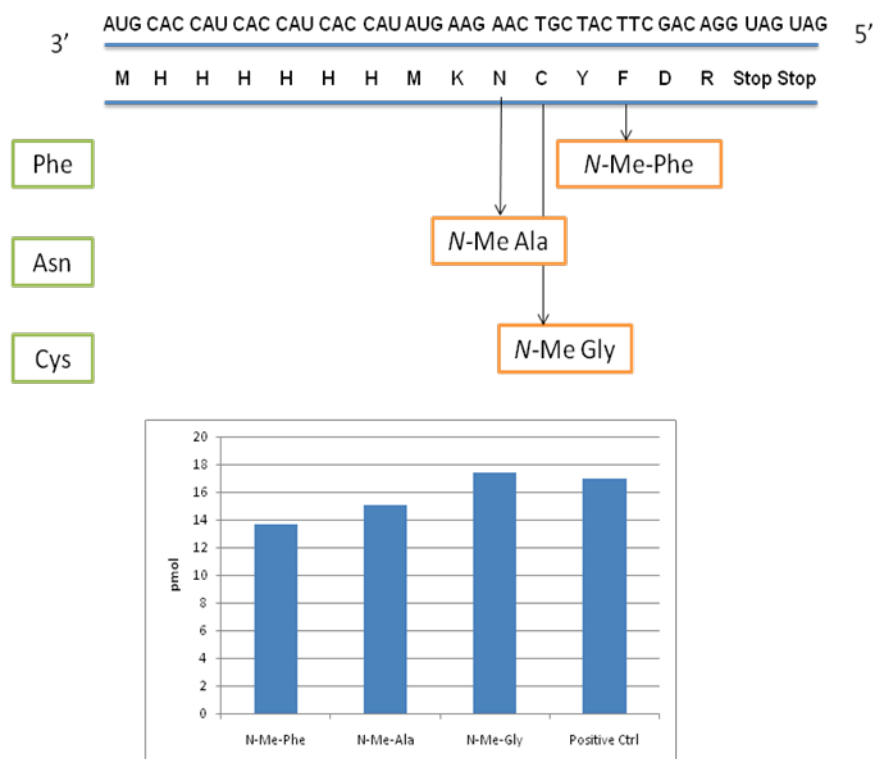 AUG CAC CAU CAC CAU CAC CAU AUG AAG AAC TGC TAC TTC GAC AGG UAG UAG
3’ 5’
M H H H H H H M K N C Y F D R Stop Stop
Phe
N-Me-Phe
N-Me Ala
Asn
N-Me Gly
Cys
20
18
16
14
12
10
8
6
4
2
0
pmol
N-Me-Phe N-Me-Ala N-Me-Gly Positive Ctrl